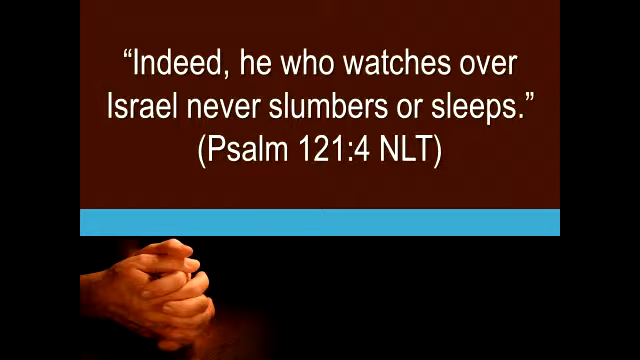 “Indeed, he who watches over
Israel never slumbers or sleeps.”
(Psalm 121:4 NLT)